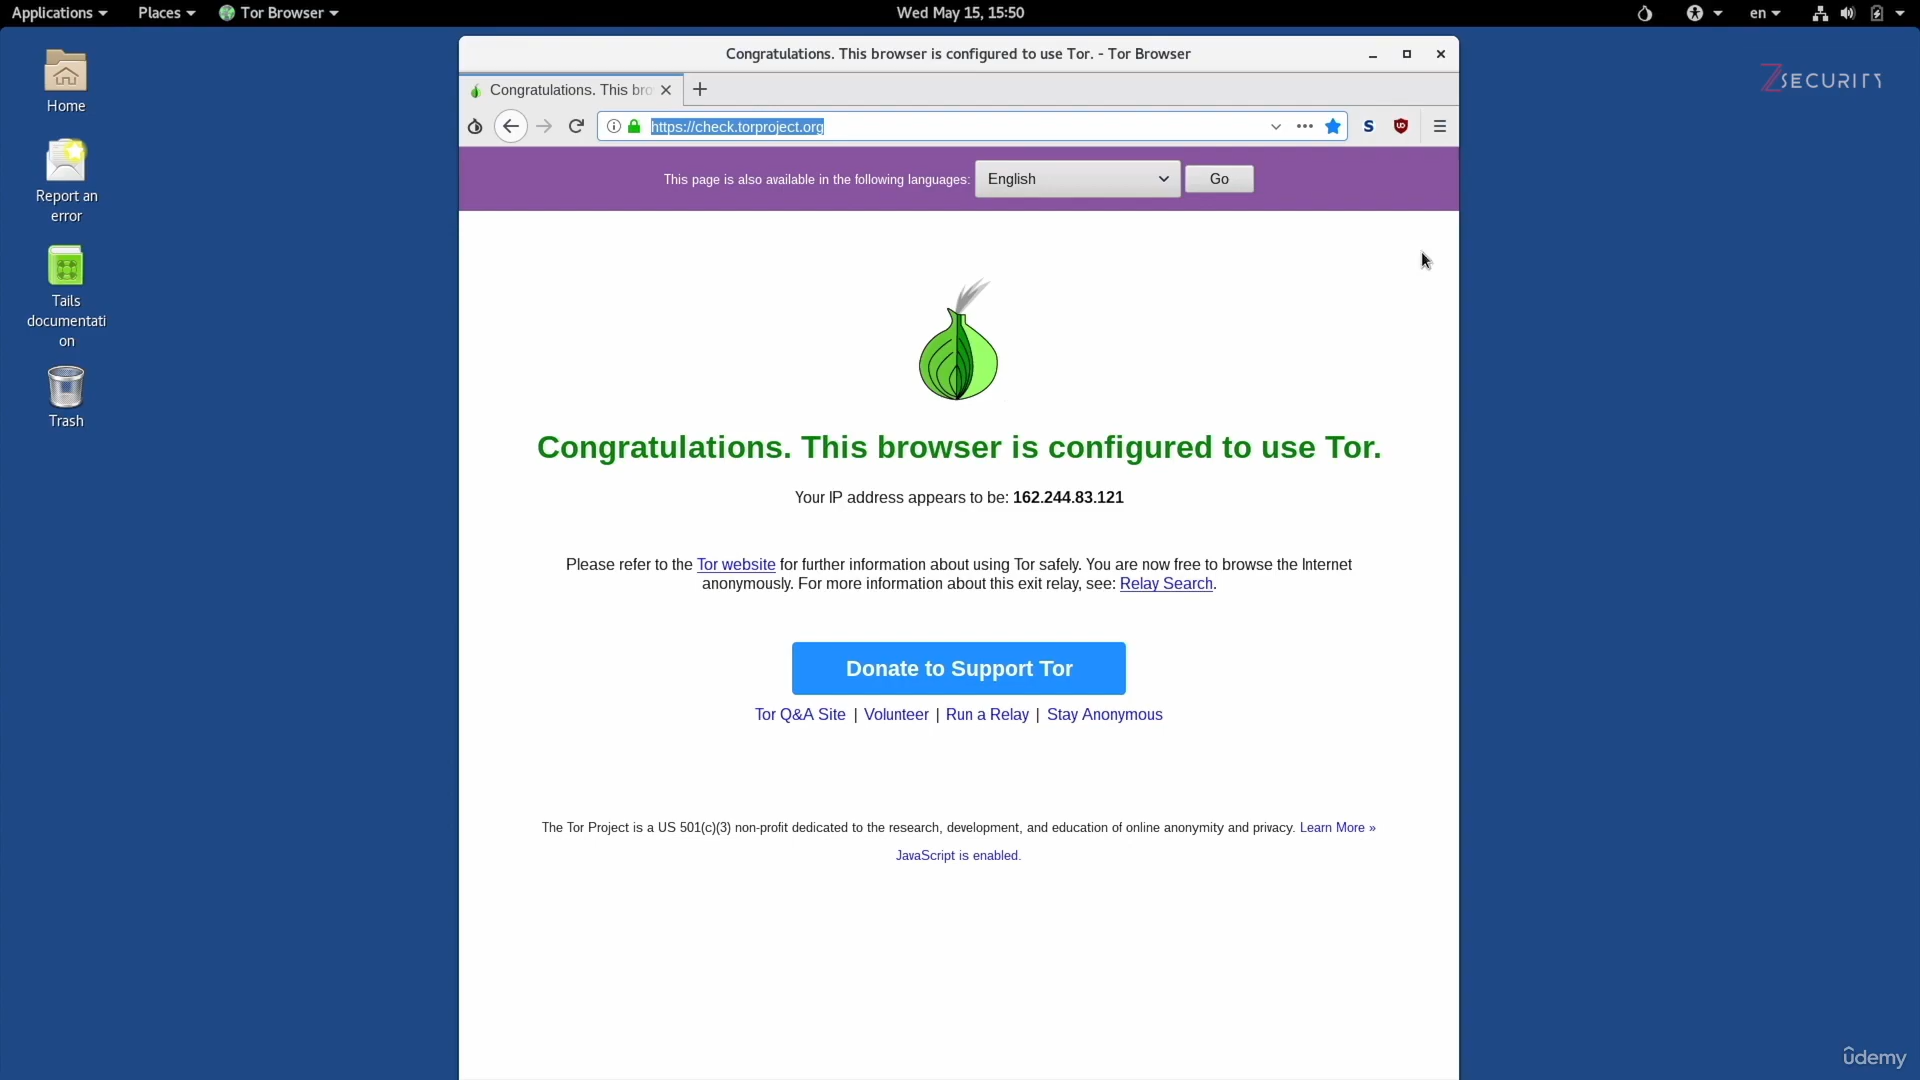 Applications
Places
Tor Browser
Wed May 15, 15:50
en
Home
Report an
error
Tails
documentati
on
Trash
ZSECURITY
Congratulations. This browser is configured to use Tor. - Tor Browser
Congratulations. This bro
https://check.torproject.org
S
This page is also available in the following languages:
English
Go
Congratulations. This browser is configured to use Tor.
Your IP address appears to be: 162.244.83.121
Please refer to the Tor website for further information about using Tor safely. You are now free to browse the Internet
anonymously. For more information about this exit relay, see: Relay Search.
Donate to Support Tor
Tor Q&A Site | Volunteer | Run a Relay | Stay Anonymous
The Tor Project is a US 501(c)(3) non-profit dedicated to the research, development, and education of online anonymity and privacy. Learn More »
JavaScript is enabled.
ûdemy